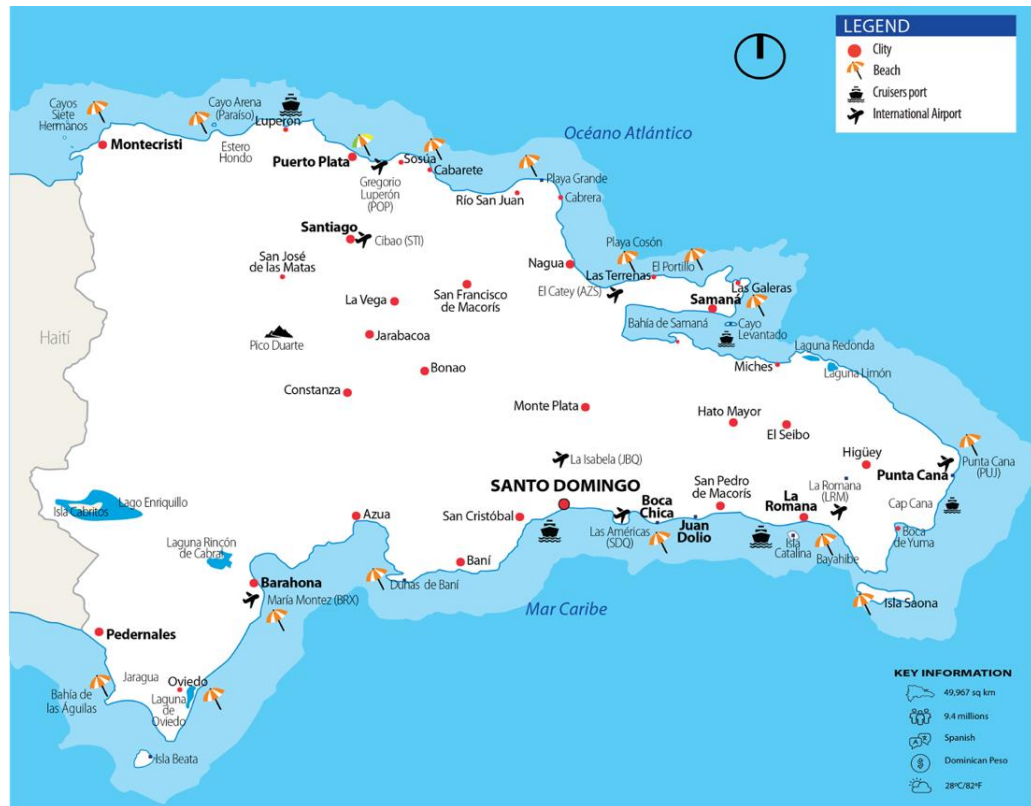 LEGEND
Clity
Beach
Cruisers port
International Airport
Océano Atlántico
Cayos
Siete
Hermanos
Cayo Arena
(Paraíso)
Luperón
Montecristi
Estero
Hondo
Puerto Plata
Sosúa
Cabarete
Gregorio
Luperón
(POP)
Playa Grande
Río San Juan
Cabrera
Santiago
Cibao (STI)
San José
de las Matas
Playa Cosón
Nagua
Las Terrenas
El Portillo
El Catey (AZS)
Las Galeras
Samaná
La Vega
San Francisco
de Macorís
Bahía de Samaná
Cayo
Levantado
Haití
Pico Duarte
Jarabacoa
Laguna Redonda
Miches
Laguna Limón
Bonao
Constanza
Monte Plata
Hato Mayor
El Seibo
La Isabela (JBQ)
Higüey
Punta Cana
Punta Cana
(PUJ)
SANTO DOMINGO
Boca
Chica
San Pedro
de Macorís
La Romana
(LRM)
La
Romana
Cap Cana
Lago Enriquillo
Isla Cabritos
Azua
San Cristóbal
Las Américas
(SDQ)
Juan
Dolio
Isla
Catalina
Bayahibe
Boca
de Yuma
Laguna Rincón
de Cabral
Baní
Dunas de Baní
Barahona
María Montez (BRX)
Mar Caribe
Isla Saona
Pedernales
Jaragua
Oviedo
Bahía de
las Águilas
Laguna
de
Oviedo
Isla Beata
KEY INFORMATION
49,967 sq km
9.4 millions
Spanish
Dominican Peso
28ºC/82ºF